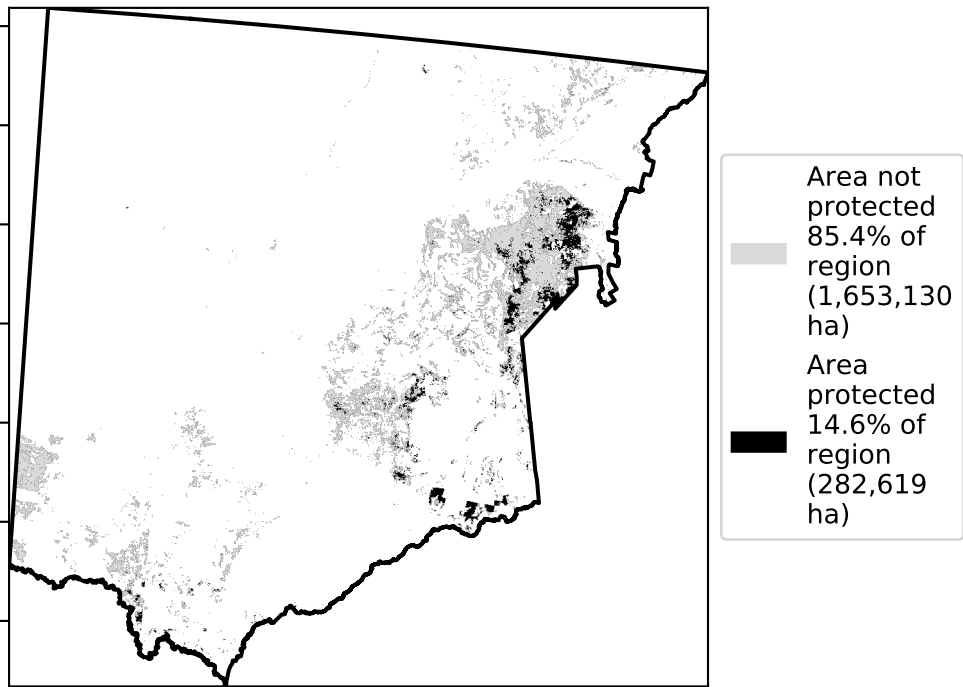 Area not
protected
85.4% of
region
(1,653,130
ha)
Area
protected
14.6% of
region
(282,619
ha)